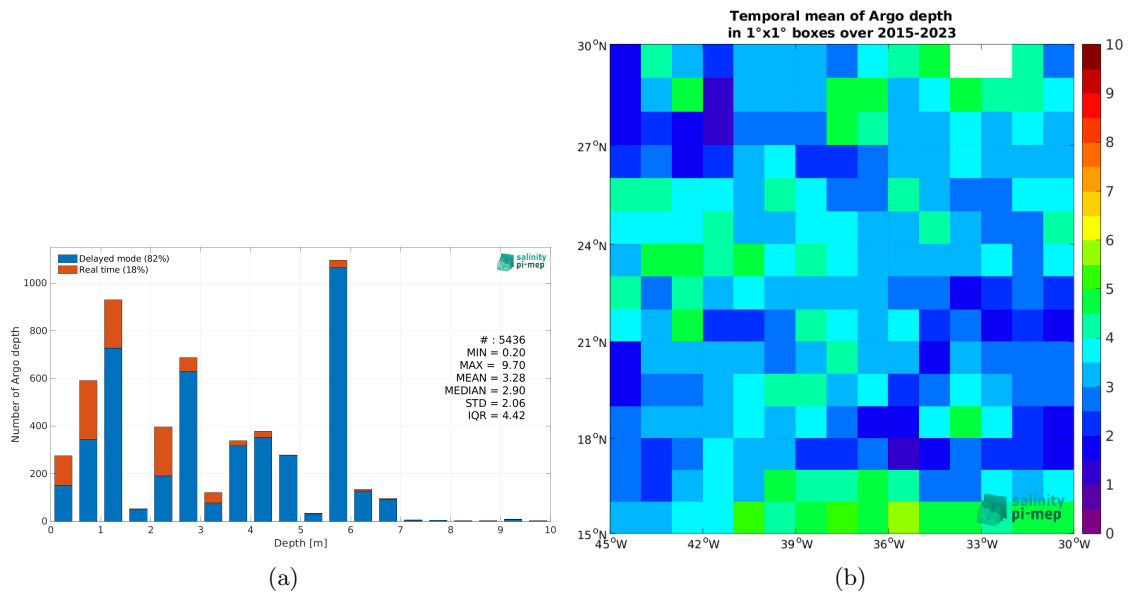 Delayed mode (82%)
Real time (18%)
salinity
pi-mep
# : 5436
MIN = 0.20
MAX = 9.70
MEAN = 3.28
MEDIAN = 2.90
STD = 2.06
IQR = 4.42
Number of Argo depth
1000
800
600
400
200
0
0 1 2 3 4 5 6 7 8 9 10
Depth [m]
(a)
Temporal mean of Argo depth
in 1°x1° boxes over 2015-2023
30°N
27°N
24°N
21°N
18°N
15°N
45°W 42°W 39°W 36°W 33°W 30°W
salinity
pi-mep
10
9
8
7
6
5
4
3
2
1
0
(b)